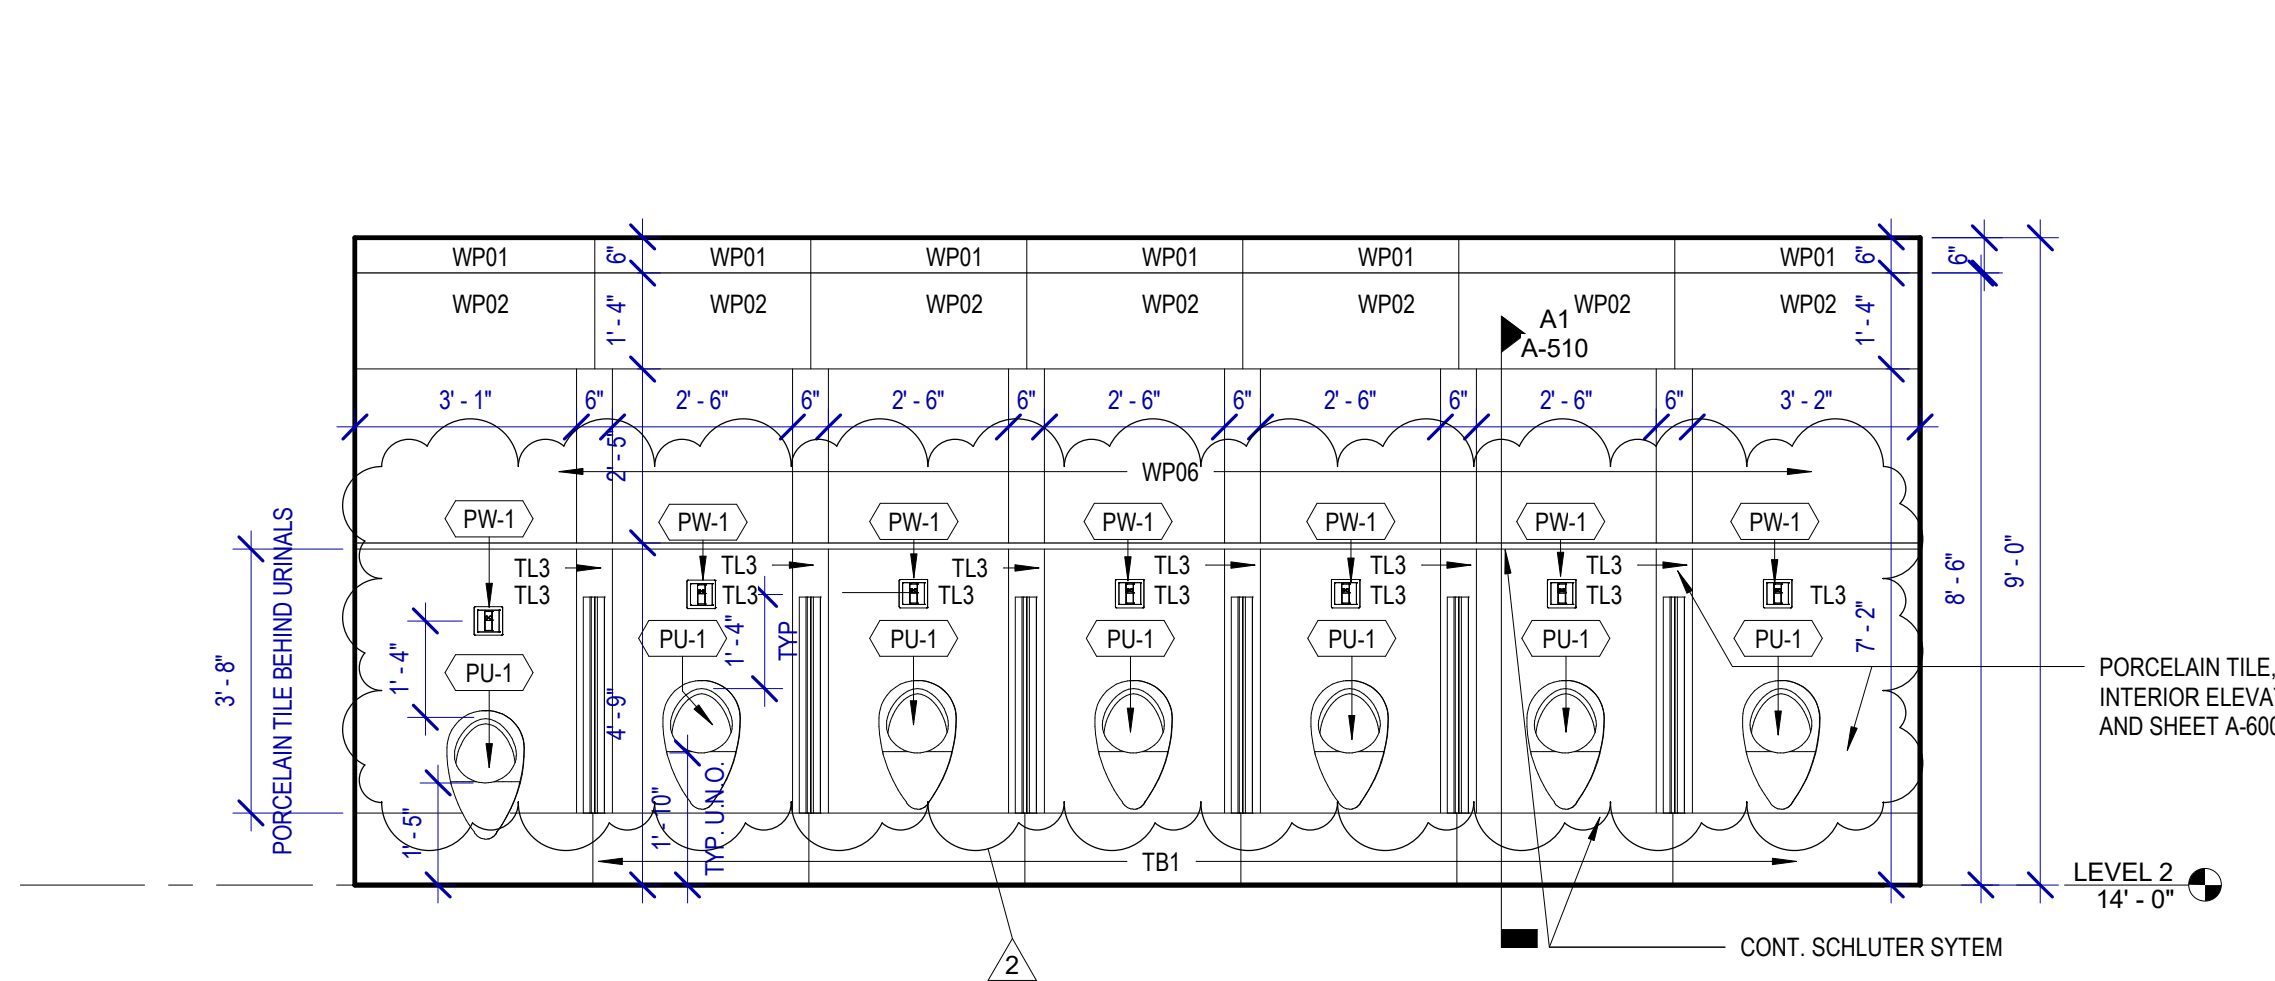 WP01 WP01 WP01 WP01 WP01 WP01
6" 6" 6"
WP02 WP02 WP02 WP02 WP02 WP02 WP02
1' - 4" 1' - 4"
A1
A-510
3' - 1" 6" 2' - 6" 6" 2' - 6" 6" 2' - 6" 6" 2' - 6" 6" 2' - 6" 6" 3' - 2"
2' - 5"
WP06
PW-1 PW-1 PW-1 PW-1 PW-1 PW-1 PW-1
TL3 TL3 TL3 TL3 TL3 TL3
TL3 TL3 TL3 TL3 TL3 TL3 TL3
PU-1 PU-1 PU-1 PU-1 PU-1 PU-1 PU-1
3' - 8"
PORCELAIN TILE BEHIND URINALS
1' - 4"
1' - 5"
4' - 9"
1' - 10"
TYP. U.N.O.
1' - 4"
TYP
7' - 2"
8' - 6"
9' - 0"
PORCELAIN TILE,
INTERIOR
AND SHEET A-600
TB1
LEVEL 2
14' - 0"
CONT. SCHLUTER SYTEM
2